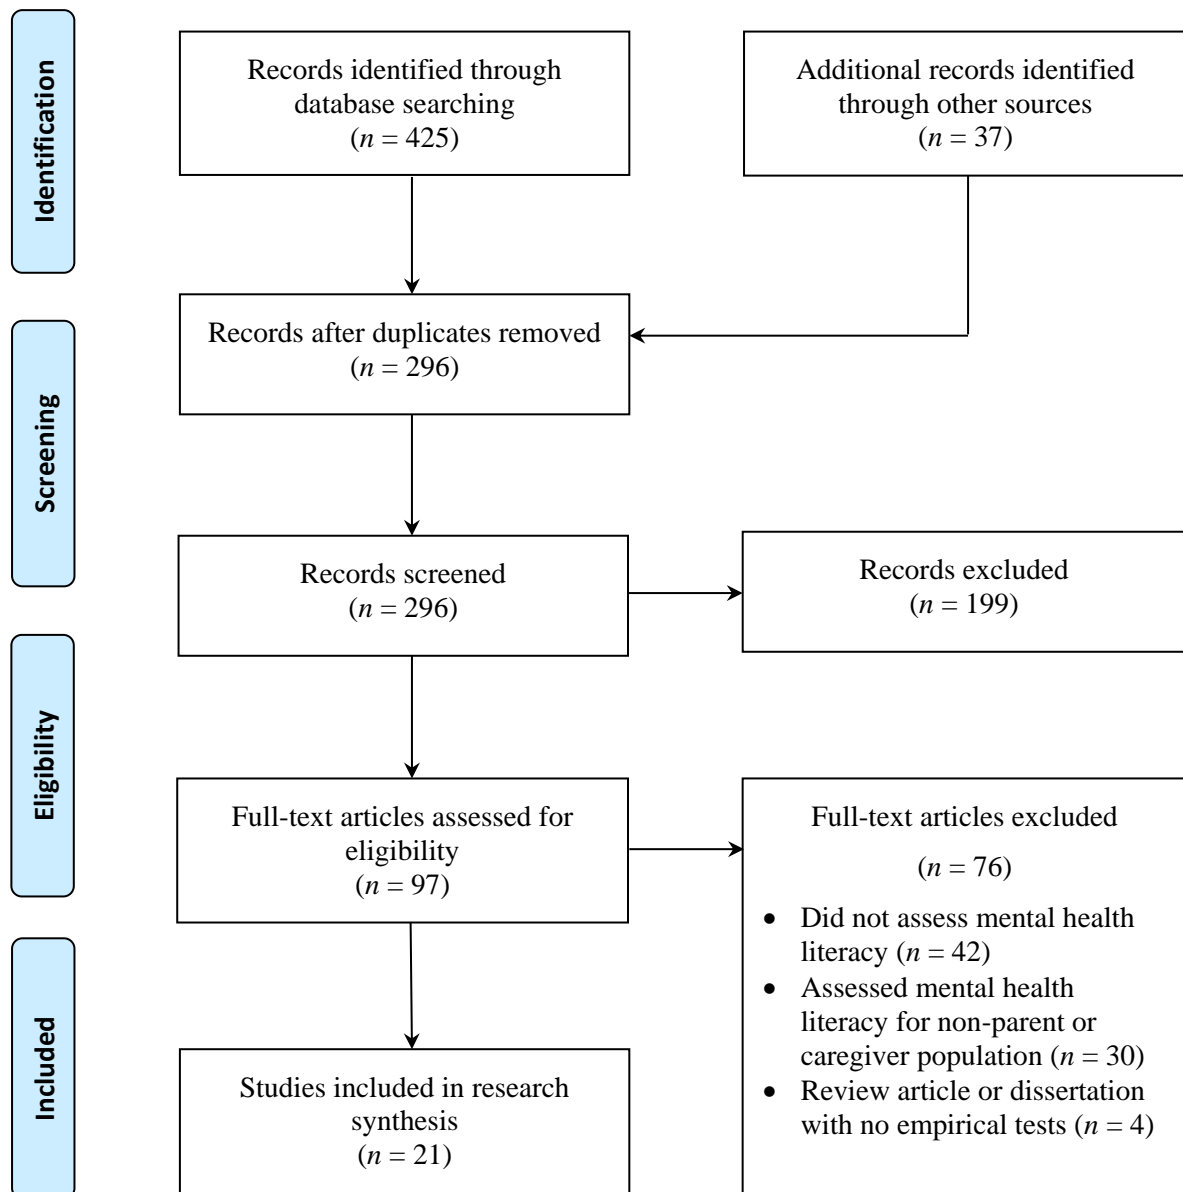 Identification
Records identified through
database searching
(n = 425)
Additional records identified
through other sources
(n = 37)
Screening
Records after duplicates removed
(n = 296)
Records screened
(n = 296)
Records excluded
(n = 199)
Eligibility
Full-text articles assessed for
eligibility
(n = 97)
Full-text articles excluded
(n = 76)
• Did not assess mental health
literacy (n = 42)
• Assessed mental health
literacy for non-parent or
caregiver population (n = 30)
• Review article or dissertation
with no empirical tests (n = 4)
Included
Studies included in research
synthesis
(n = 21)